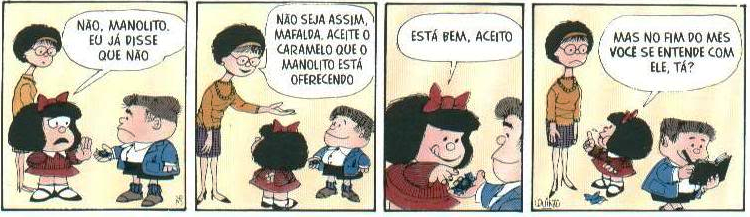 NÃO, MANOLITO.
EU JÁ DISSE
QUE NÃO
NÃO SEJA ASSIM,
MAFALDA, ACEITE O
CARAMELO QUE O
MANOLITO ESTÁ
OFERECENDO
ESTÁ BEM, ACEITO
MAS NO FIM DO MÊS
VOCÊ SE ENTENDE COM
ELE, TÁ?
QUINO